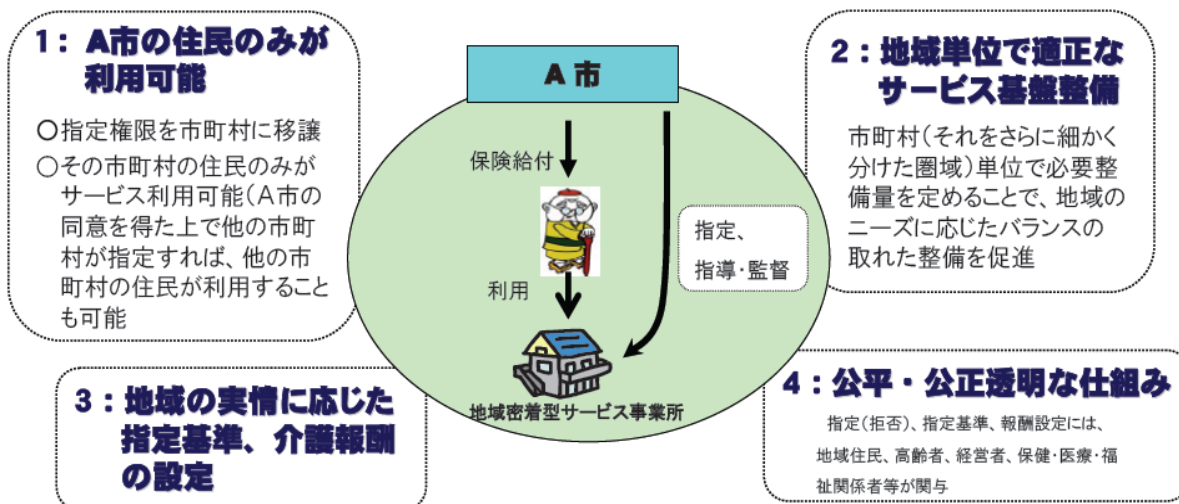 1：A市の住民のみが
利用可能
○指定権限を市町村に移譲
○その市町村の住民のみが
サービス利用可能（A市の
同意を得た上で他の市町
村が指定すれば、他の市
町村の住民が利用すること
も可能
A 市
保険給付
利用
指定、
指導・監督
地域密着型サービス事業所
2：地域単位で適正な
サービス基盤整備
市町村（それをさらに細かく
分けた圏域）単位で必要整
備量を定めることで、地域の
ニーズに応じたバランスの
取れた整備を促進
3：地域の実情に応じた
指定基準、介護報酬
の設定
4：公平・公正透明な仕組み
指定（拒否）、指定基準、報酬設定には、
地域住民、高齢者、経営者、保健・医療・福
祉関係者等が関与